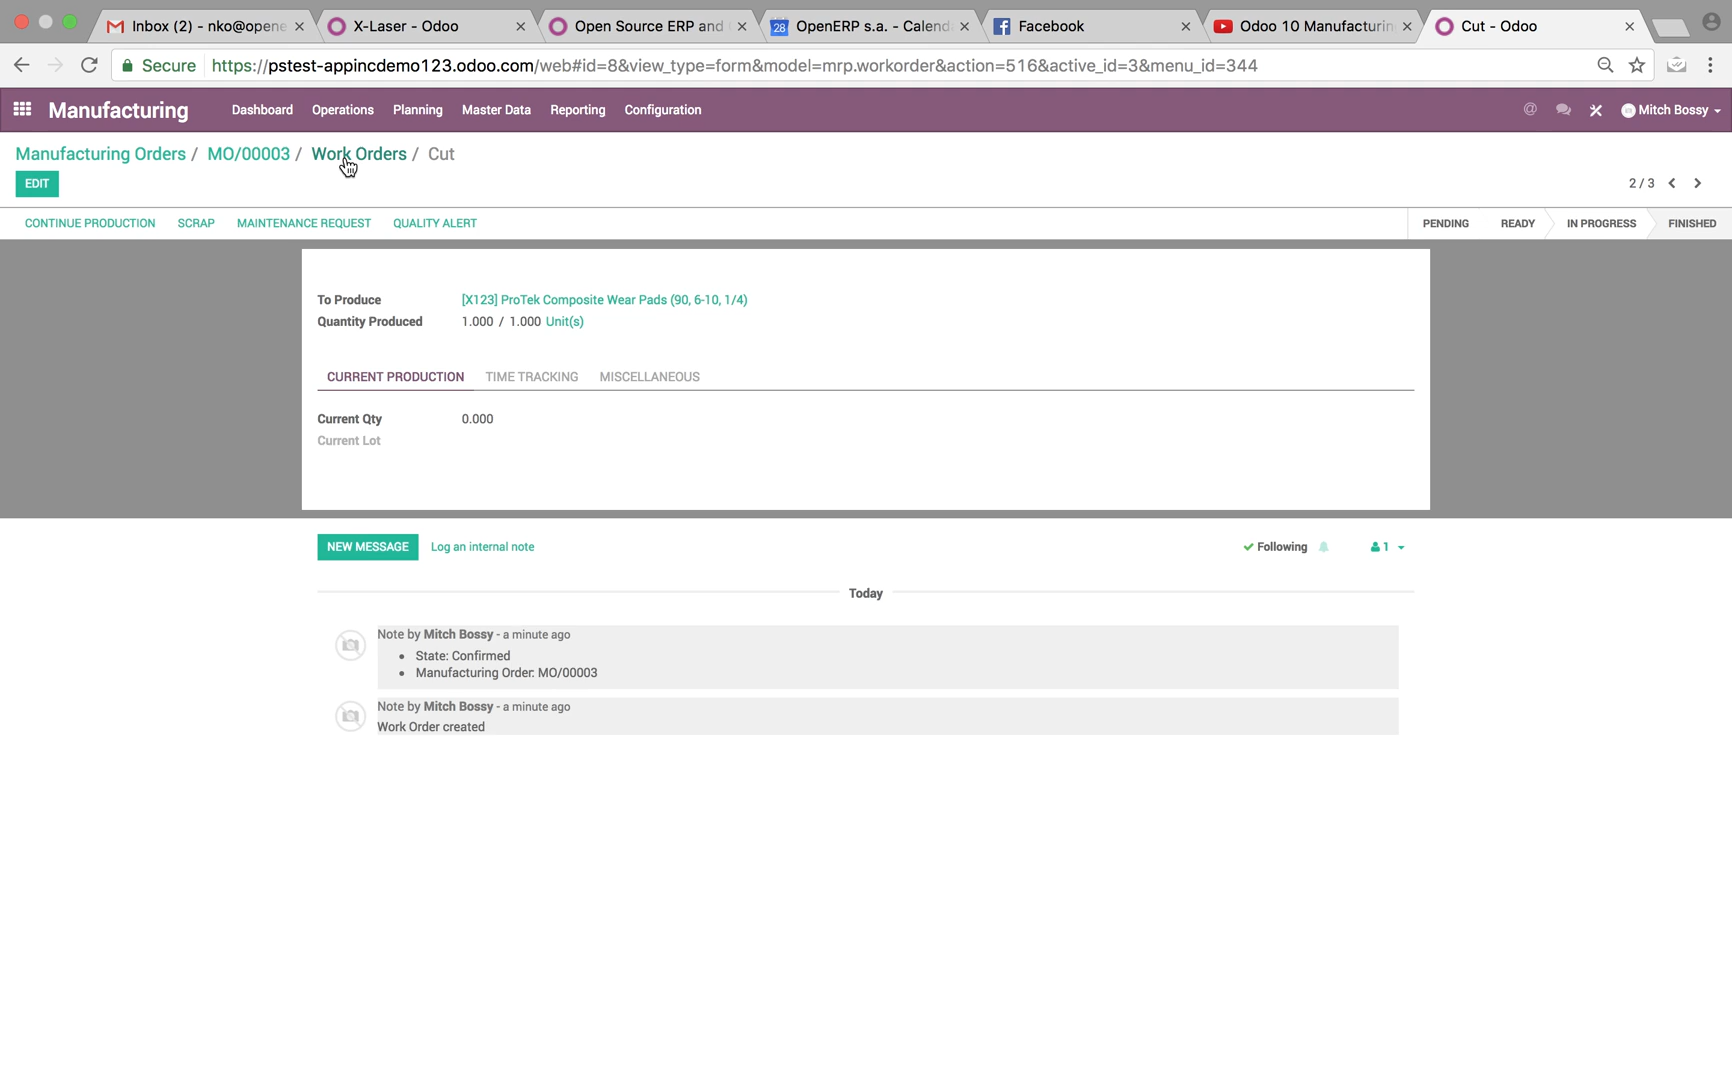 Inbox (2) - nko@opene
X-Laser - Odoo
Open Source ERP and
28 OpenERP s.a. - Calend
Facebook
Odoo 10 Manufacturin
Cut - Odoo
Secure https://pstest-appincdemo123.odoo.com/web#id=8&view_type=form&model=mrp.workorder&action=516&active_id=3&menu_id=344
Manufacturing Dashboard Operations Planning Master Data Reporting Configuration @ Mitch Bossy
Manufacturing Orders / MO/00003 / Work Orders / Cut
EDIT 2 / 3
CONTINUE PRODUCTION SCRAP MAINTENANCE REQUEST QUALITY ALERT PENDING READY IN PROGRESS FINISHED
To Produce [X123] ProTek Composite Wear Pads (90, 6-10, 1/4)
Quantity Produced 1.000 / 1.000 Unit(s)
CURRENT PRODUCTION TIME TRACKING MISCELLANEOUS
Current Qty 0.000
Current Lot
NEW MESSAGE Log an internal note Following 1
Today
Note by Mitch Bossy - a minute ago
• State: Confirmed
• Manufacturing Order: MO/00003
Note by Mitch Bossy - a minute ago
Work Order created